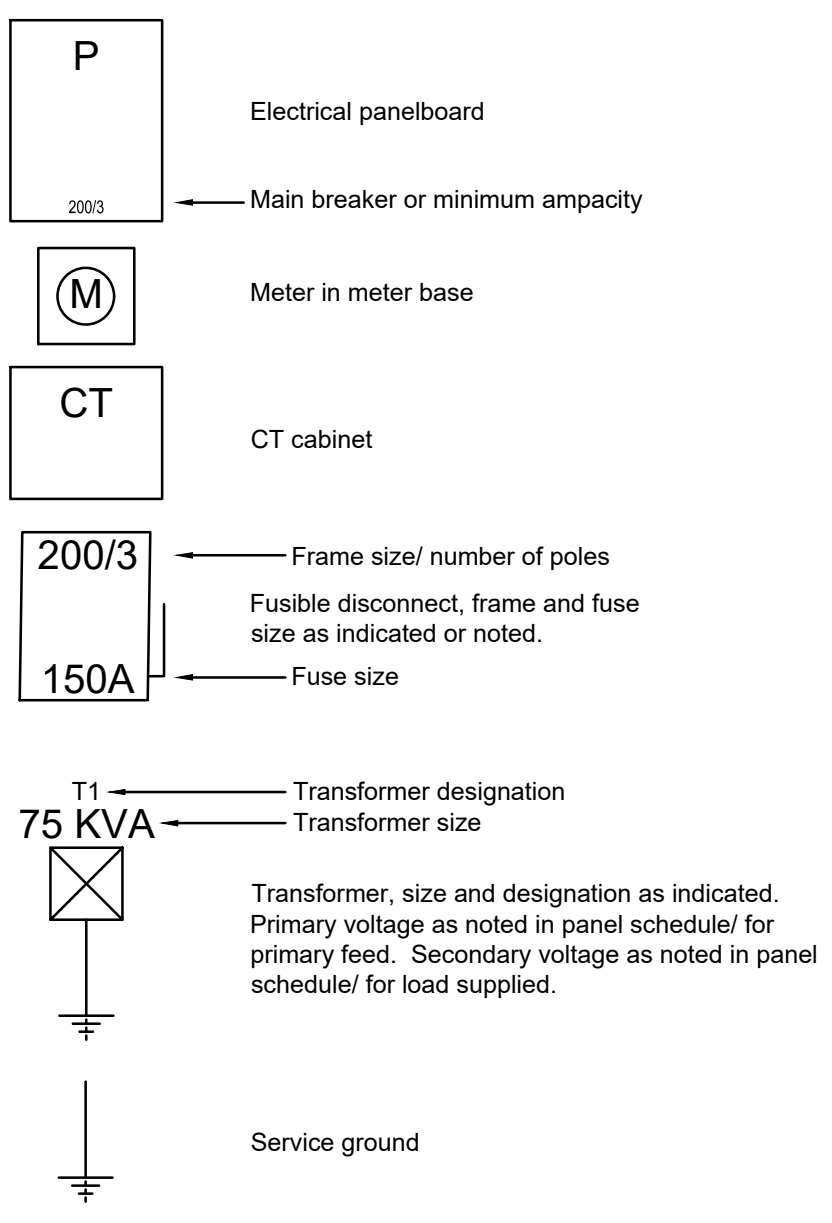 P
Electrical panelboard
200/3
Main breaker or minimum ampacity
M
Meter in meter base
CT
CT cabinet
200/3
Frame size/ number of poles
Fusible disconnect, frame and fuse
size as indicated or noted.
150A
Fuse size
T1
Transformer designation
75 KVA
Transformer size
Transformer, size and designation as indicated.
Primary voltage as noted in panel schedule/ for
primary feed.  Secondary voltage as noted in panel
schedule/ for load supplied.
Service ground